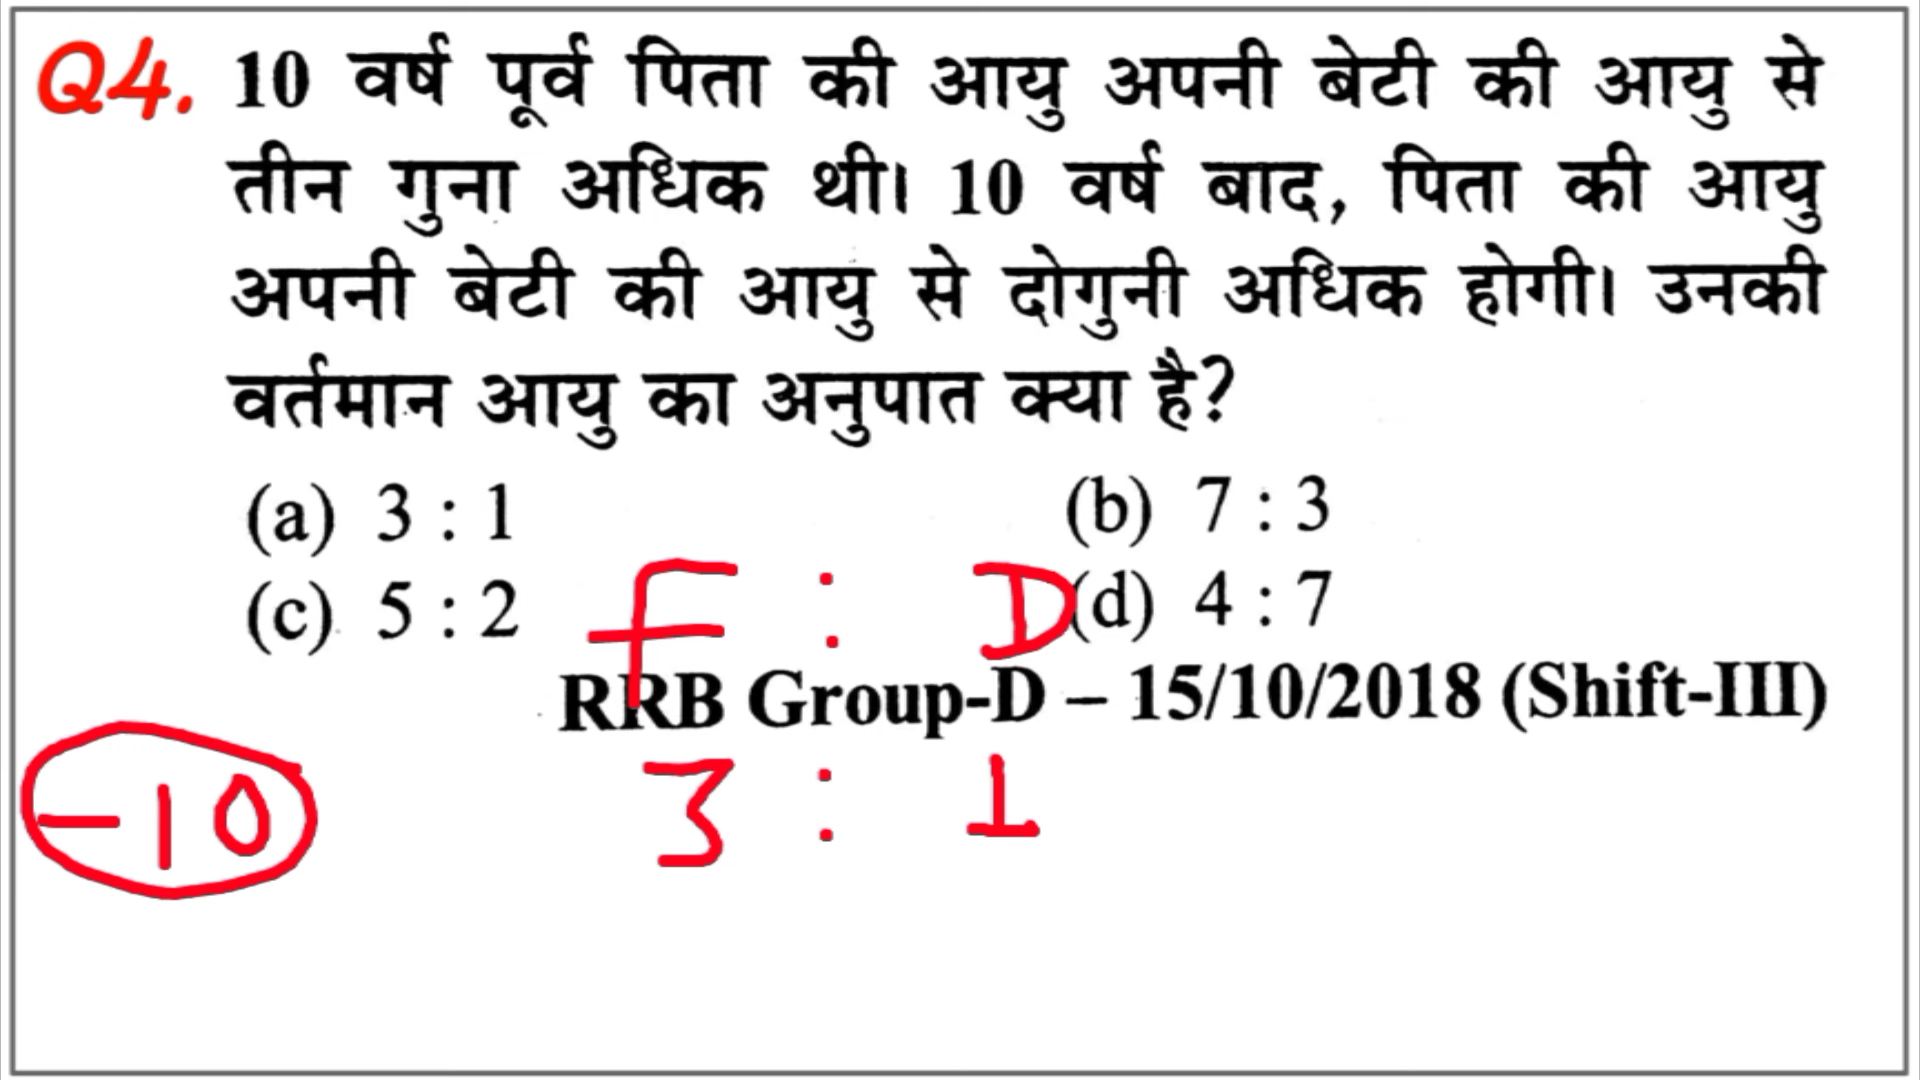 Q4. 10 वर्ष पूर्व पिता की आयु अपनी बेटी की आयु से
तीन गुना अधिक थी। 10 वर्ष बाद, पिता की आयु
अपनी बेटी की आयु से दोगुनी अधिक होगी। उनकी
वर्तमान आयु का अनुपात क्या है?
(a) 3 : 1 (b) 7 : 3
(c) 5 : 2 (d) 4 : 7
F : D
RRB Group-D – 15/10/2018 (Shift-III)
-10 3 : 1